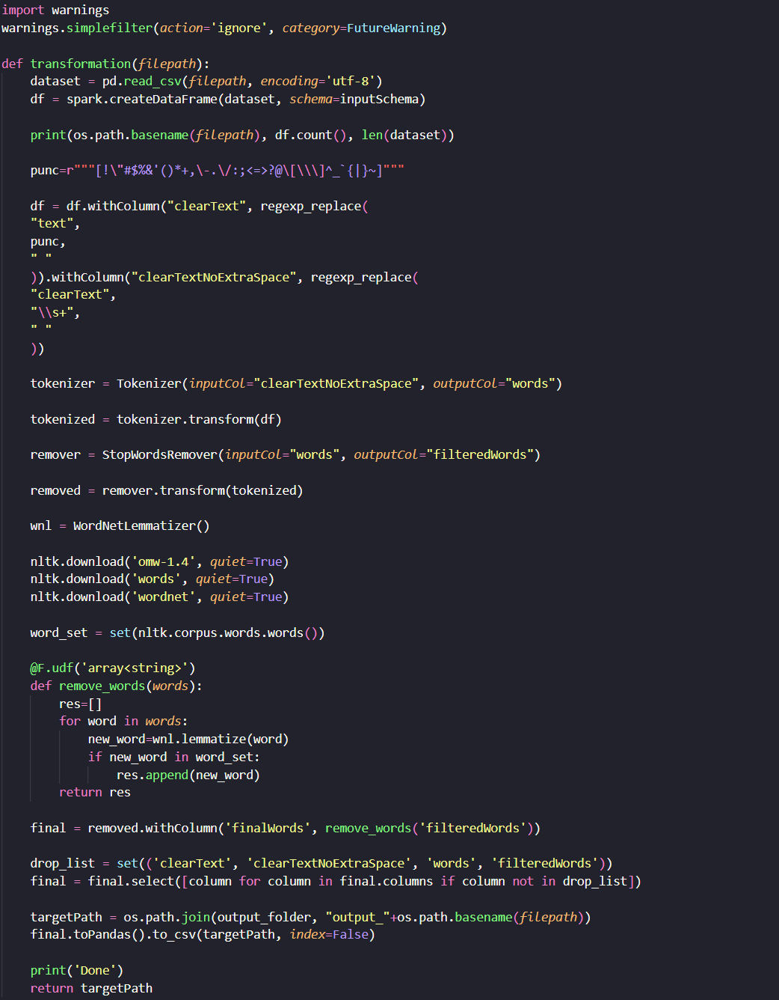 import warnings
warnings.simplefilter(action='ignore', category=FutureWarning)

def transformation(filepath):
    dataset = pd.read_csv(filepath, encoding='utf-8')
    df = spark.createDataFrame(dataset, schema=inputSchema)

    print(os.path.basename(filepath), df.count(), len(dataset))

    punc=r"""[!\"#$%&'()*+,\-.\/:;<=>?@\[\\\]^_`{|}~]"""

    df = df.withColumn("clearText", regexp_replace(
    "text",
    punc,
    " "
    )).withColumn("clearTextNoExtraSpace", regexp_replace(
    "clearText",
    "\\s+",
    " "
    ))

    tokenizer = Tokenizer(inputCol="clearTextNoExtraSpace", outputCol="words")

    tokenized = tokenizer.transform(df)

    remover = StopWordsRemover(inputCol="words", outputCol="filteredWords")

    removed = remover.transform(tokenized)

    wnl = WordNetLemmatizer()

    nltk.download('omw-1.4', quiet=True)
    nltk.download('words', quiet=True)
    nltk.download('wordnet', quiet=True)

    word_set = set(nltk.corpus.words.words())

    @F.udf('array<string>')
    def remove_words(words):
        res=[]
        for word in words:
            new_word=wnl.lemmatize(word)
            if new_word in word_set:
                res.append(new_word)
        return res

    final = removed.withColumn('finalWords', remove_words('filteredWords'))

    drop_list = set(('clearText', 'clearTextNoExtraSpace', 'words', 'filteredWords'))
    final = final.select([column for column in final.columns if column not in drop_list])

    targetPath = os.path.join(output_folder, "output_"+os.path.basename(filepath))
    final.toPandas().to_csv(targetPath, index=False)

    print('Done')
    return targetPath